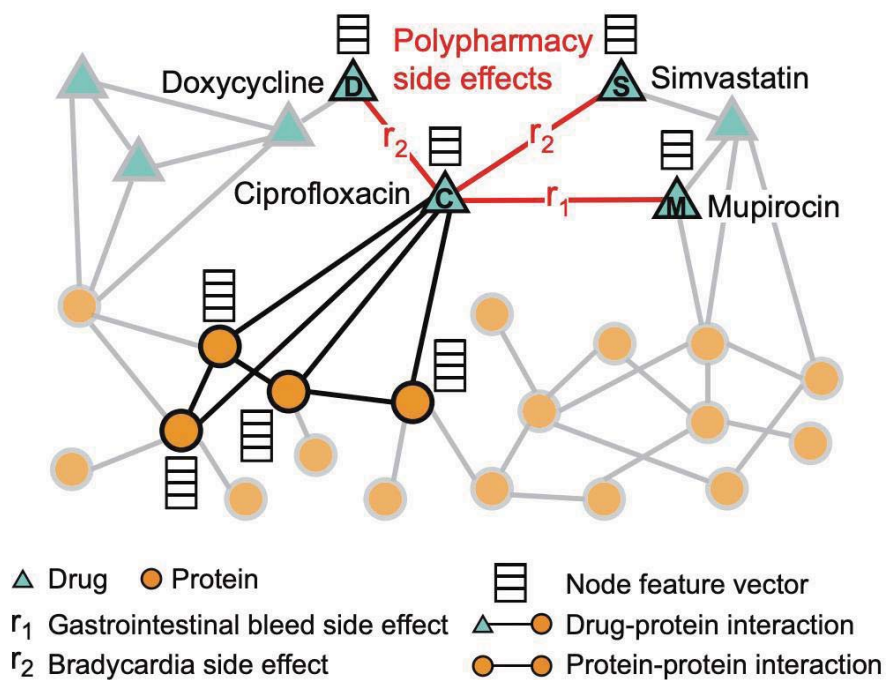 Polypharmacy
side effects
Doxycycline
D
S
Simvastatin
r2
r2
Ciprofloxacin
C
r1
M
Mupirocin
Drug
Protein
Node feature vector
r1 Gastrointestinal bleed side effect
Drug-protein interaction
r2 Bradycardia side effect
Protein-protein interaction